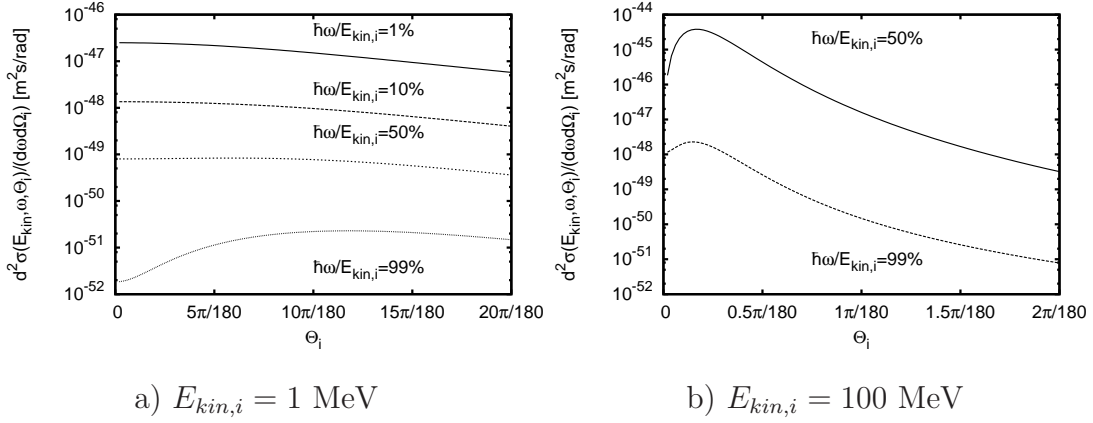 d²σ(E_kin,ω,Θ_i)/(dωdΩ_i) [m²s/rad]
10⁻⁴⁶
10⁻⁴⁷
10⁻⁴⁸
10⁻⁴⁹
10⁻⁵⁰
10⁻⁵¹
10⁻⁵²
ħω/E_kin,i=1%
ħω/E_kin,i=10%
ħω/E_kin,i=50%
ħω/E_kin,i=99%
0 5π/180 10π/180 15π/180 20π/180
Θ_i
a) E_kin,i = 1 MeV
d²σ(E_kin,ω,Θ_i)/(dωdΩ_i) [m²s/rad]
10⁻⁴⁴
10⁻⁴⁵
10⁻⁴⁶
10⁻⁴⁷
10⁻⁴⁸
10⁻⁴⁹
10⁻⁵⁰
10⁻⁵¹
10⁻⁵²
ħω/E_kin,i=50%
ħω/E_kin,i=99%
0 0.5π/180 1π/180 1.5π/180 2π/180
Θ_i
b) E_kin,i = 100 MeV